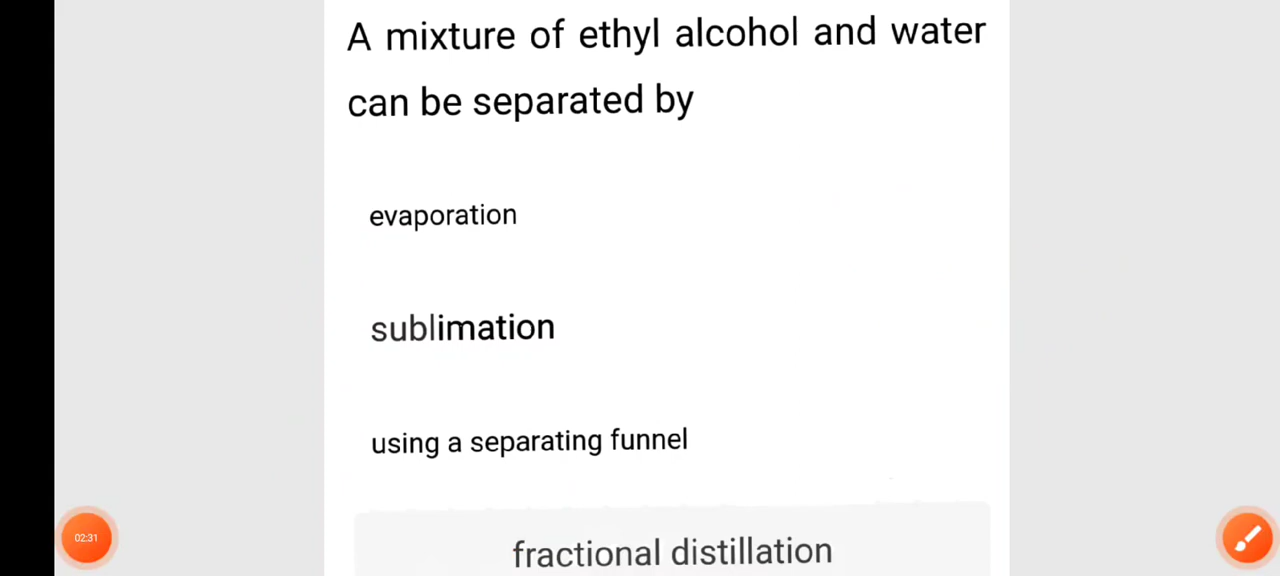 A mixture of ethyl alcohol and water
can be separated by
evaporation
sublimation
using a separating funnel
fractional distillation
02:31